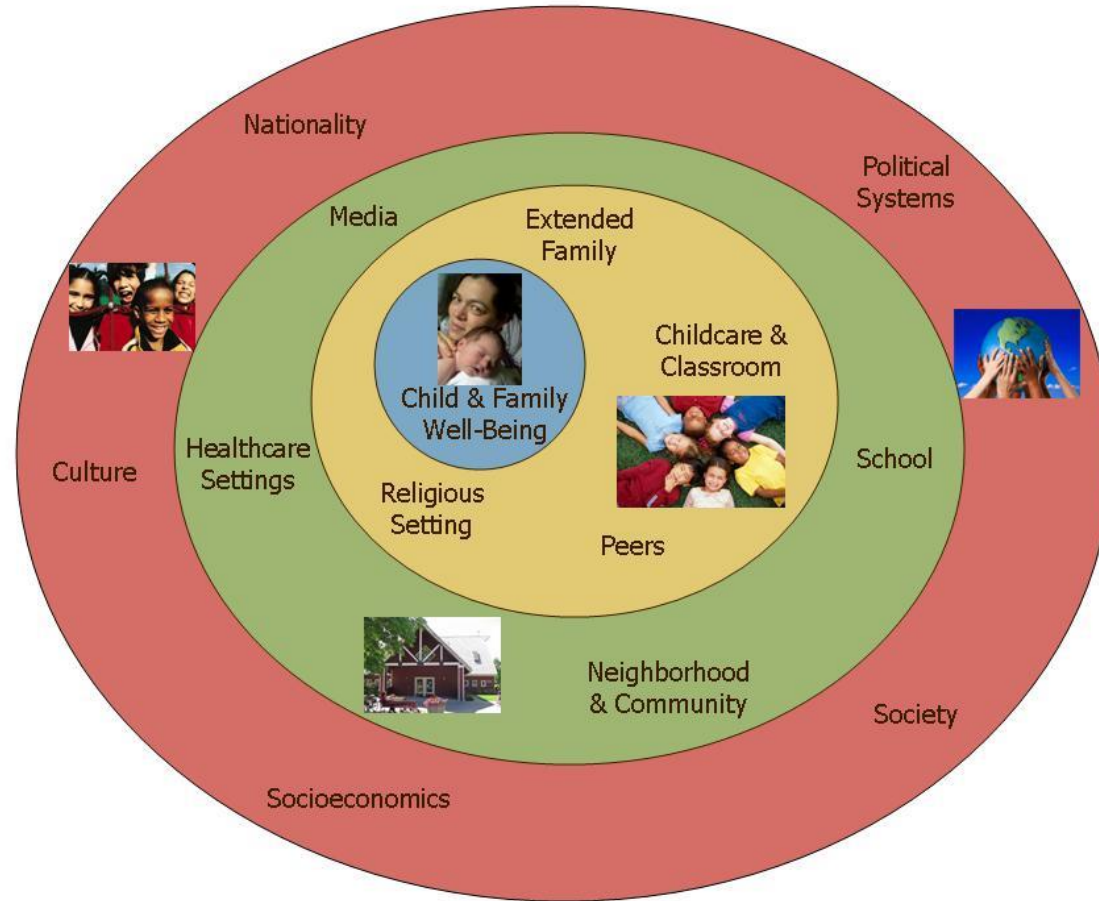 Nationality
Political
Systems
Media
Extended
Family
Childcare &
Classroom
Child & Family
Well-Being
Healthcare
Settings
School
Culture
Religious
Setting
Peers
Neighborhood
& Community
Society
Socioeconomics